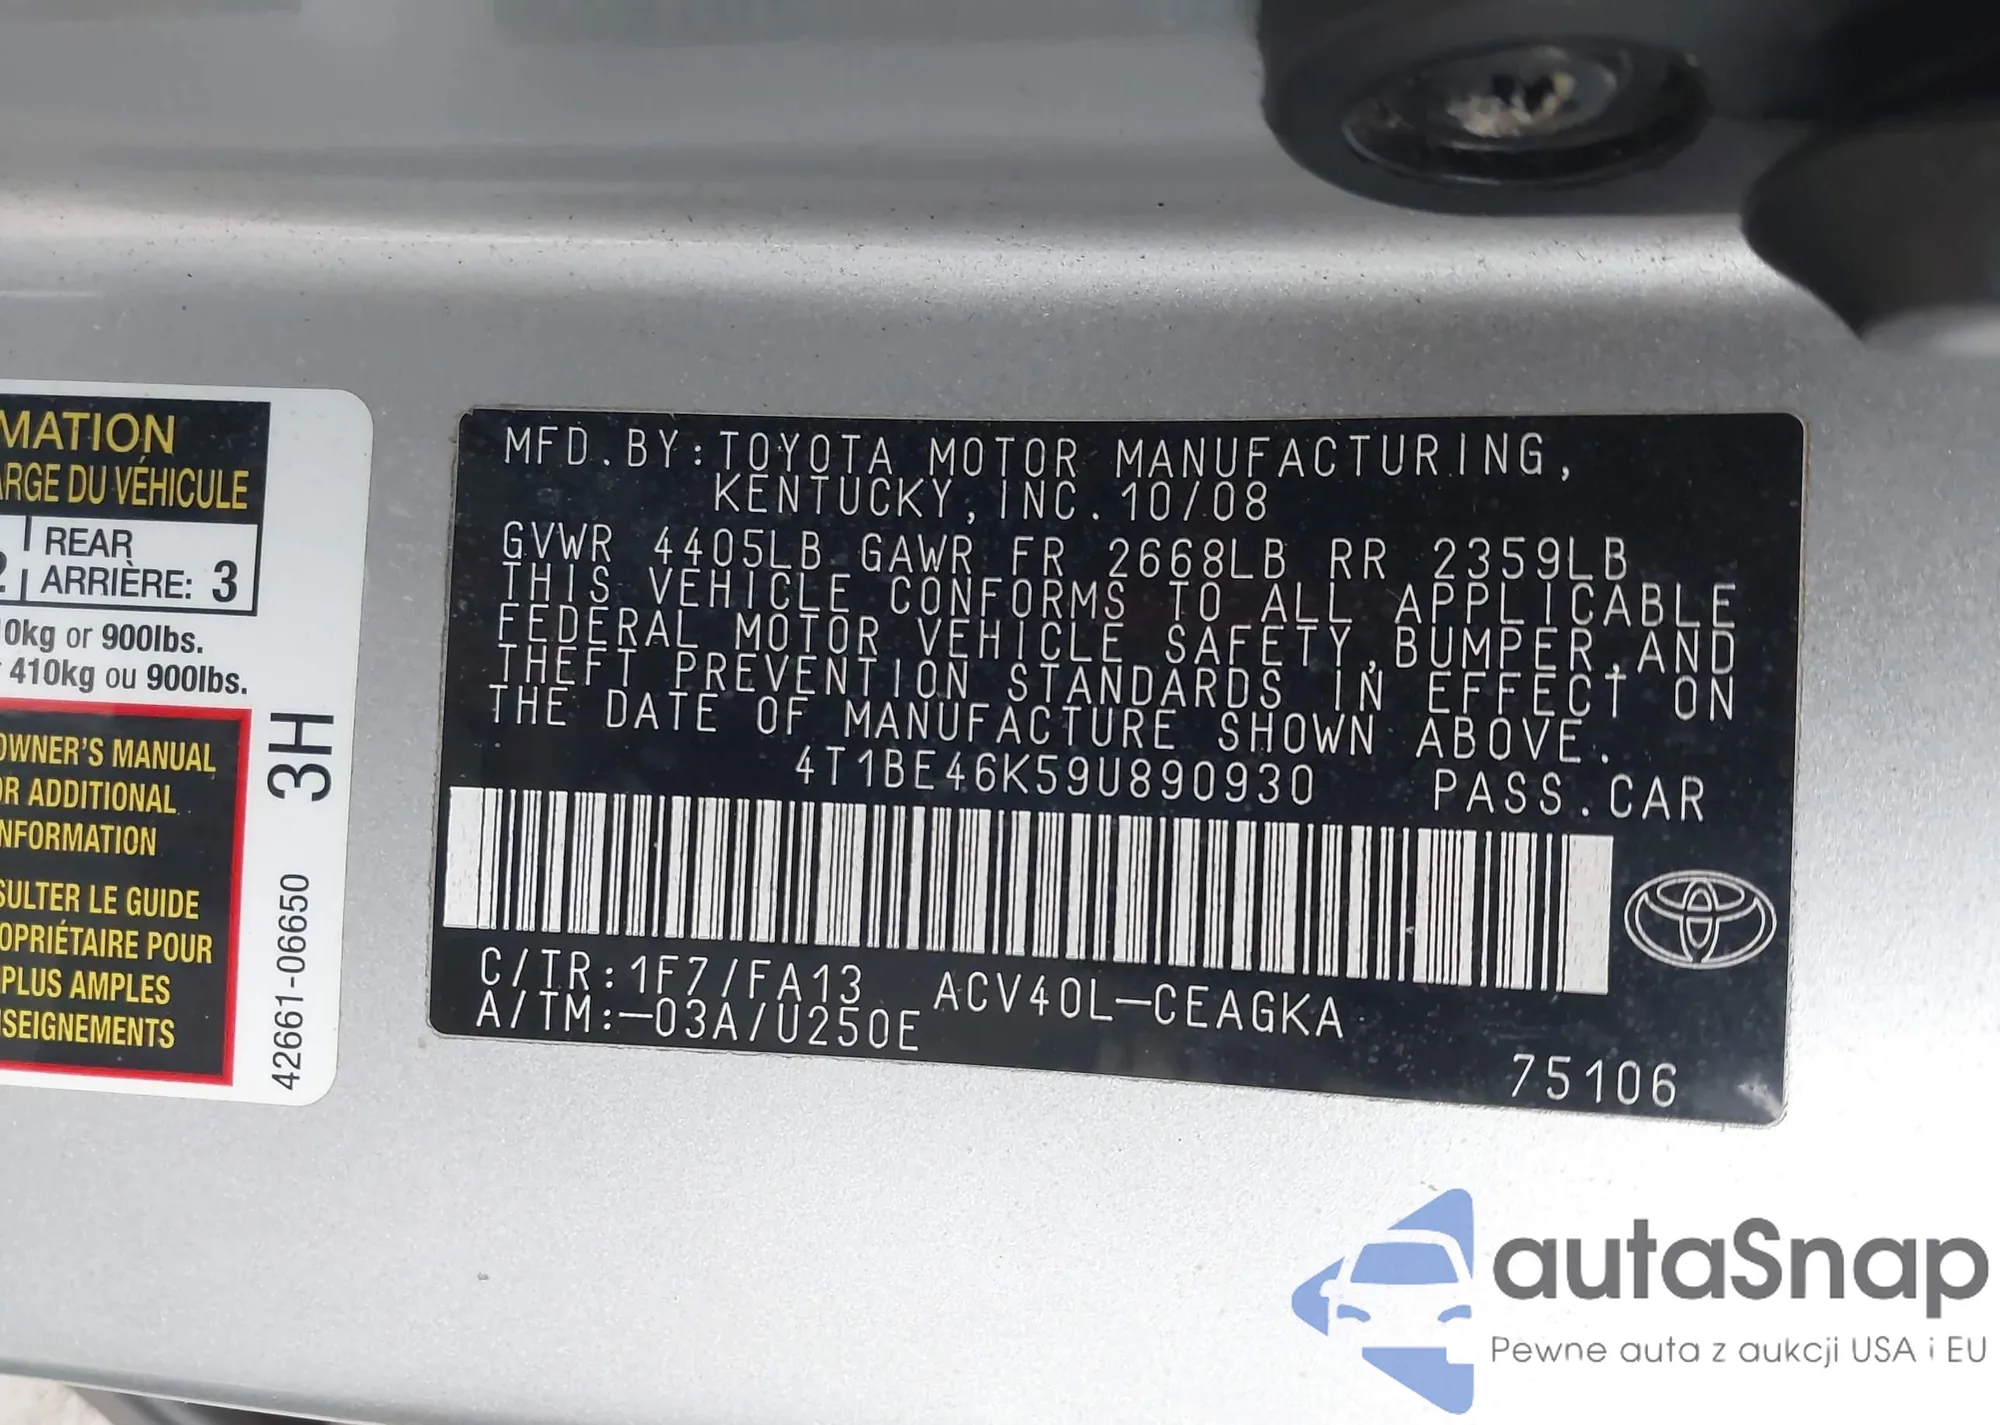 MATION
ARGE DU VÉHICULE
REAR
ARRIÈRE: 3
0kg or 900lbs.
410kg ou 900lbs.
OWNER'S MANUAL
OR ADDITIONAL
NFORMATION
SULTER LE GUIDE
OPRIÉTAIRE POUR
PLUS AMPLES
SEIGNEMENTS
3H
42661-06650
MFD.BY:TOYOTA MOTOR MANUFACTURING,
KENTUCKY,INC.10/08
GVWR 4405LB GAWR FR 2668LB RR 2359LB
THIS VEHICLE CONFORMS TO ALL APPLICABLE
FEDERAL MOTOR VEHICLE SAFETY,BUMPER,AND
THEFT PREVENTION STANDARDS IN EFFECT ON
THE DATE OF MANUFACTURE SHOWN ABOVE.
4T1BE46K59U890930 PASS.CAR
C/TR:1F7/FA13 ACV40L-CEAGKA
A/TM:-03A/U250E
75106
autaSnap
Pewne auta z aukcji USA i EU